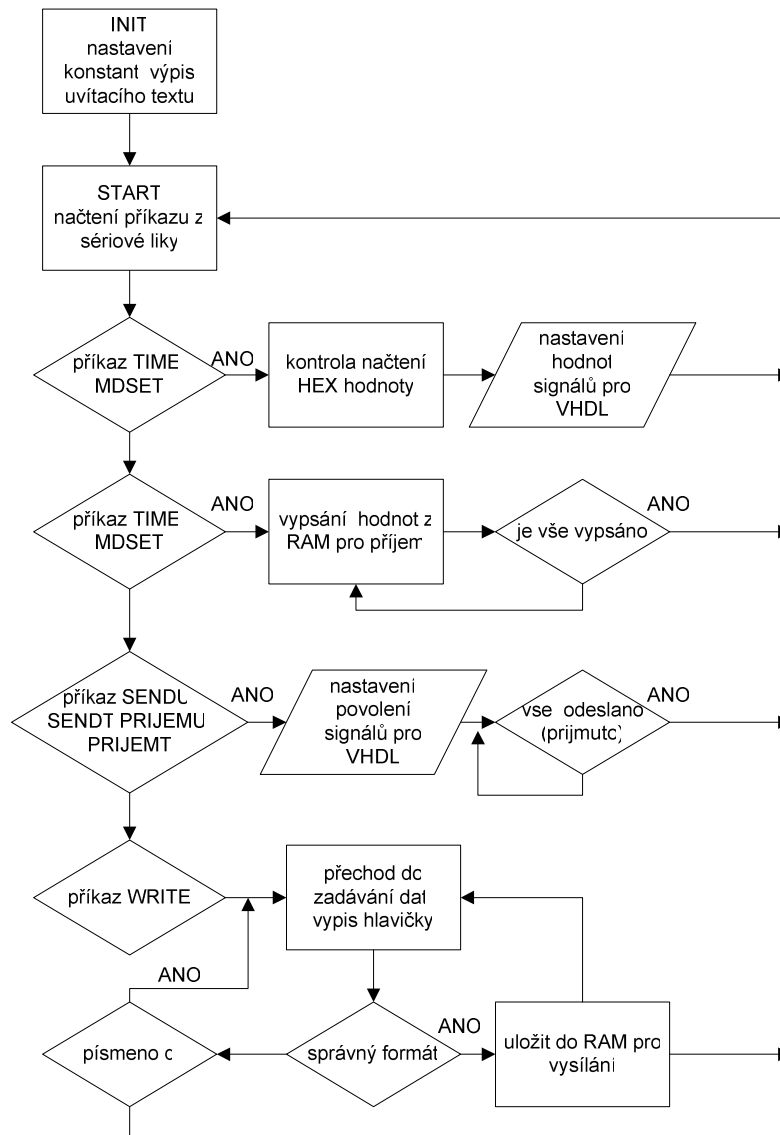 INIT
nastavení
konstant výpis
uvítacího textu
START
načtení příkazu z
sériové liky
příkaz TIME
MDSET
ANO
kontrola načtení
HEX hodnoty
nastavení
hodnot
signálů pro
VHDL
příkaz TIME
MDSET
ANO
vypsání hodnot z
RAM pro příjem
je vše vypsáno
ANO
příkaz SENDU
SENDT PRIJEMU
PRIJEMT
ANO
nastavení
povolení
signálů pro
VHDL
vse odeslano
(prijmuto)
ANO
příkaz WRITE
přechod do
zadávání dat
vypis hlavičky
ANO
písmeno
správný formát
ANO
uložit do RAM pro
vysílání